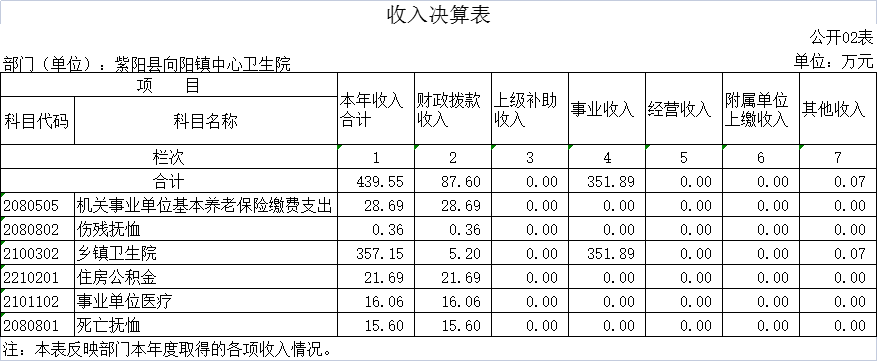 收入决算表
公开02表
部门（单位）：紫阳县向阳镇中心卫生院 单位：万元
项 目 本年收入合计 财政拨款收入 上级补助收入 事业收入 经营收入 附属单位上缴收入 其他收入
科目代码 科目名称
栏次 1 2 3 4 5 6 7
合计 439.55 87.60 0.00 351.89 0.00 0.00 0.07
2080505 机关事业单位基本养老保险缴费支出 28.69 28.69 0.00 0.00 0.00 0.00 0.00
2080802 伤残抚恤 0.36 0.36 0.00 0.00 0.00 0.00 0.00
2100302 乡镇卫生院 357.15 5.20 0.00 351.89 0.00 0.00 0.07
2210201 住房公积金 21.69 21.69 0.00 0.00 0.00 0.00 0.00
2101102 事业单位医疗 16.06 16.06 0.00 0.00 0.00 0.00 0.00
2080801 死亡抚恤 15.60 15.60 0.00 0.00 0.00 0.00 0.00
注：本表反映部门本年度取得的各项收入情况。